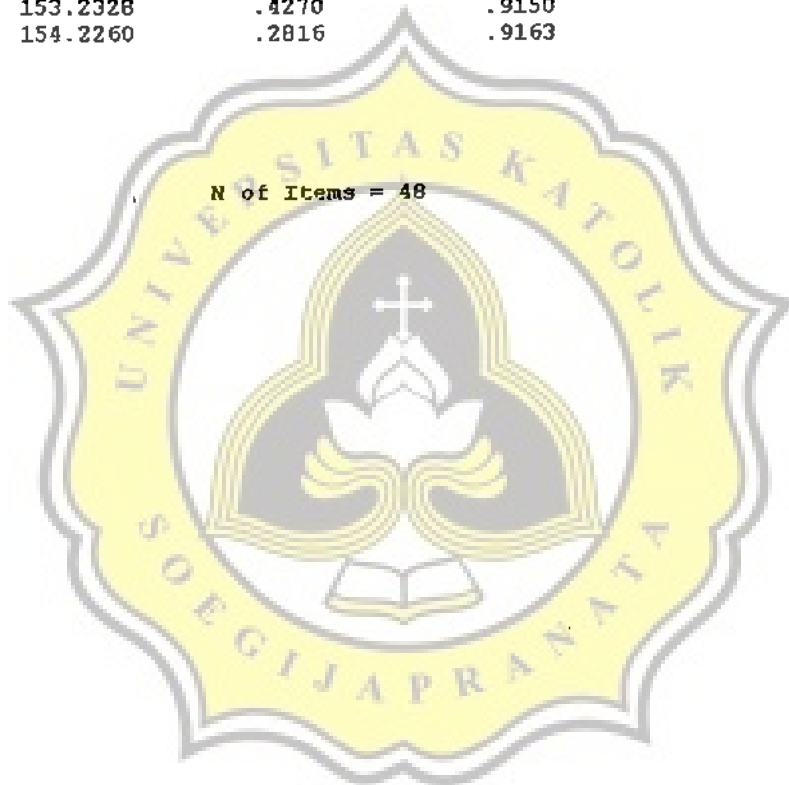 153.2328 .4270 .9150
154.2260 .2816 .9163
N of Items = 48
UNIVERSITAS KATOLIK
SOEGIJAPRANATA